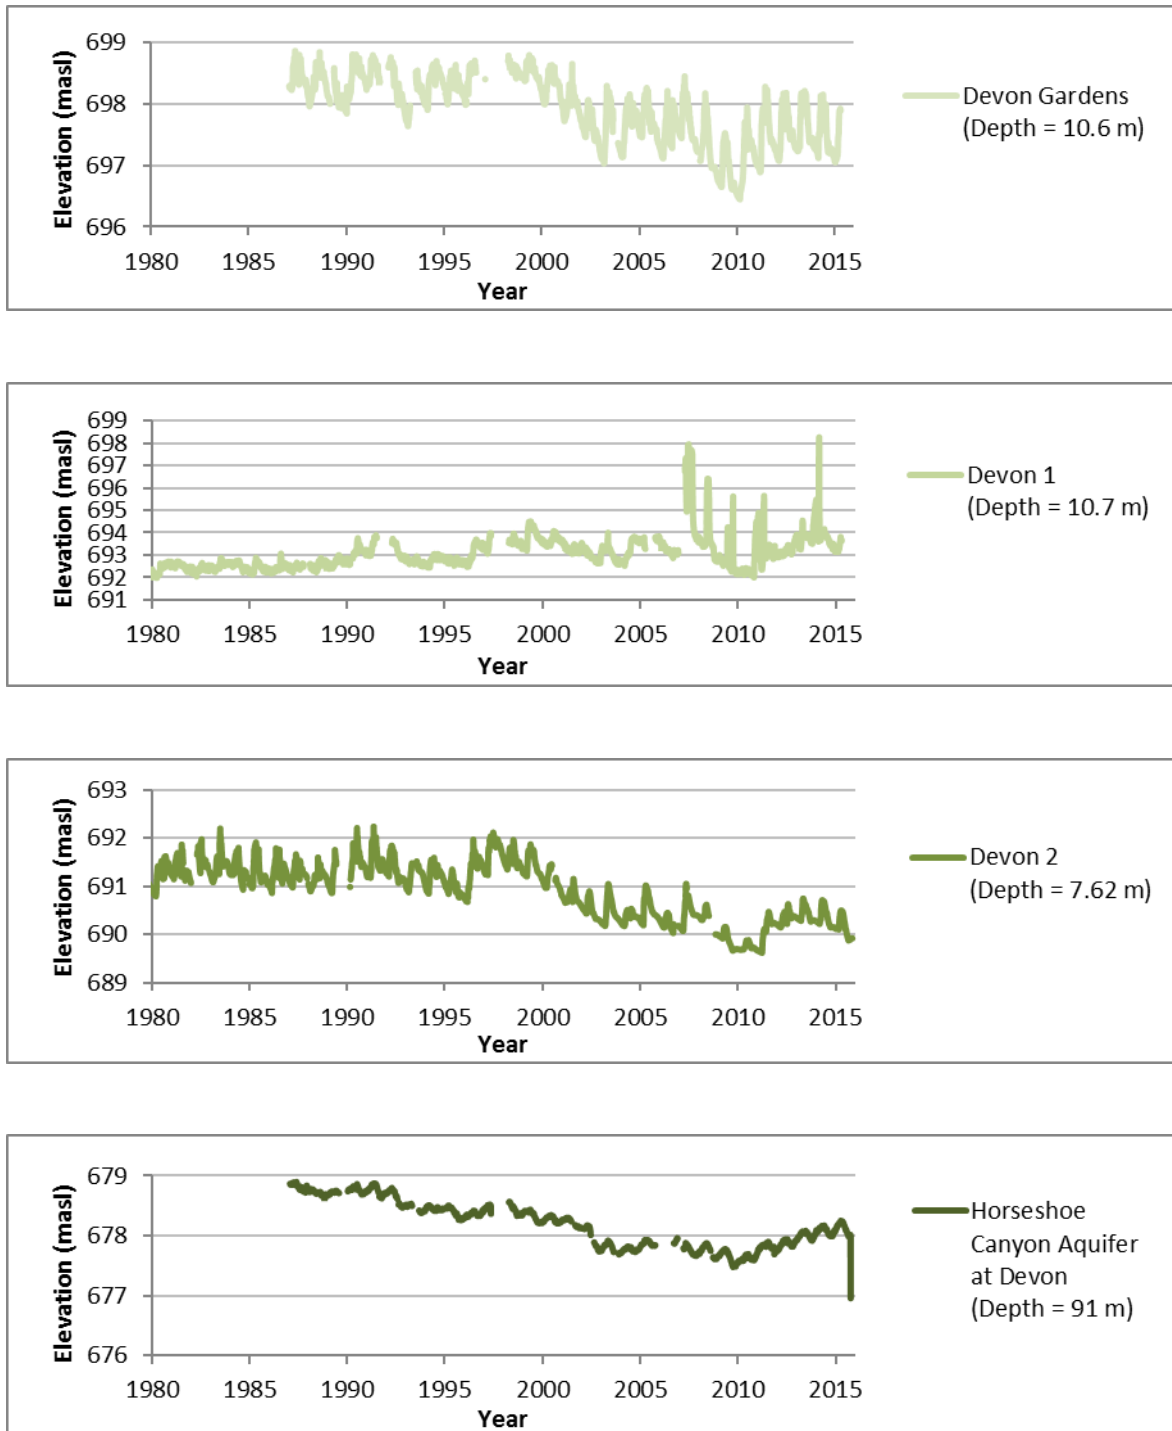 Elevation (masl)
699
698
697
696
1980 1985 1990 1995 2000 2005 2010 2015
Year
Devon Gardens
(Depth = 10.6 m)
Elevation (masl)
699
698
697
696
695
694
693
692
691
1980 1985 1990 1995 2000 2005 2010 2015
Year
Devon 1
(Depth = 10.7 m)
Elevation (masl)
693
692
691
690
689
1980 1985 1990 1995 2000 2005 2010 2015
Year
Devon 2
(Depth = 7.62 m)
Elevation (masl)
679
678
677
676
1980 1985 1990 1995 2000 2005 2010 2015
Year
Horseshoe
Canyon Aquifer
at Devon
(Depth = 91 m)